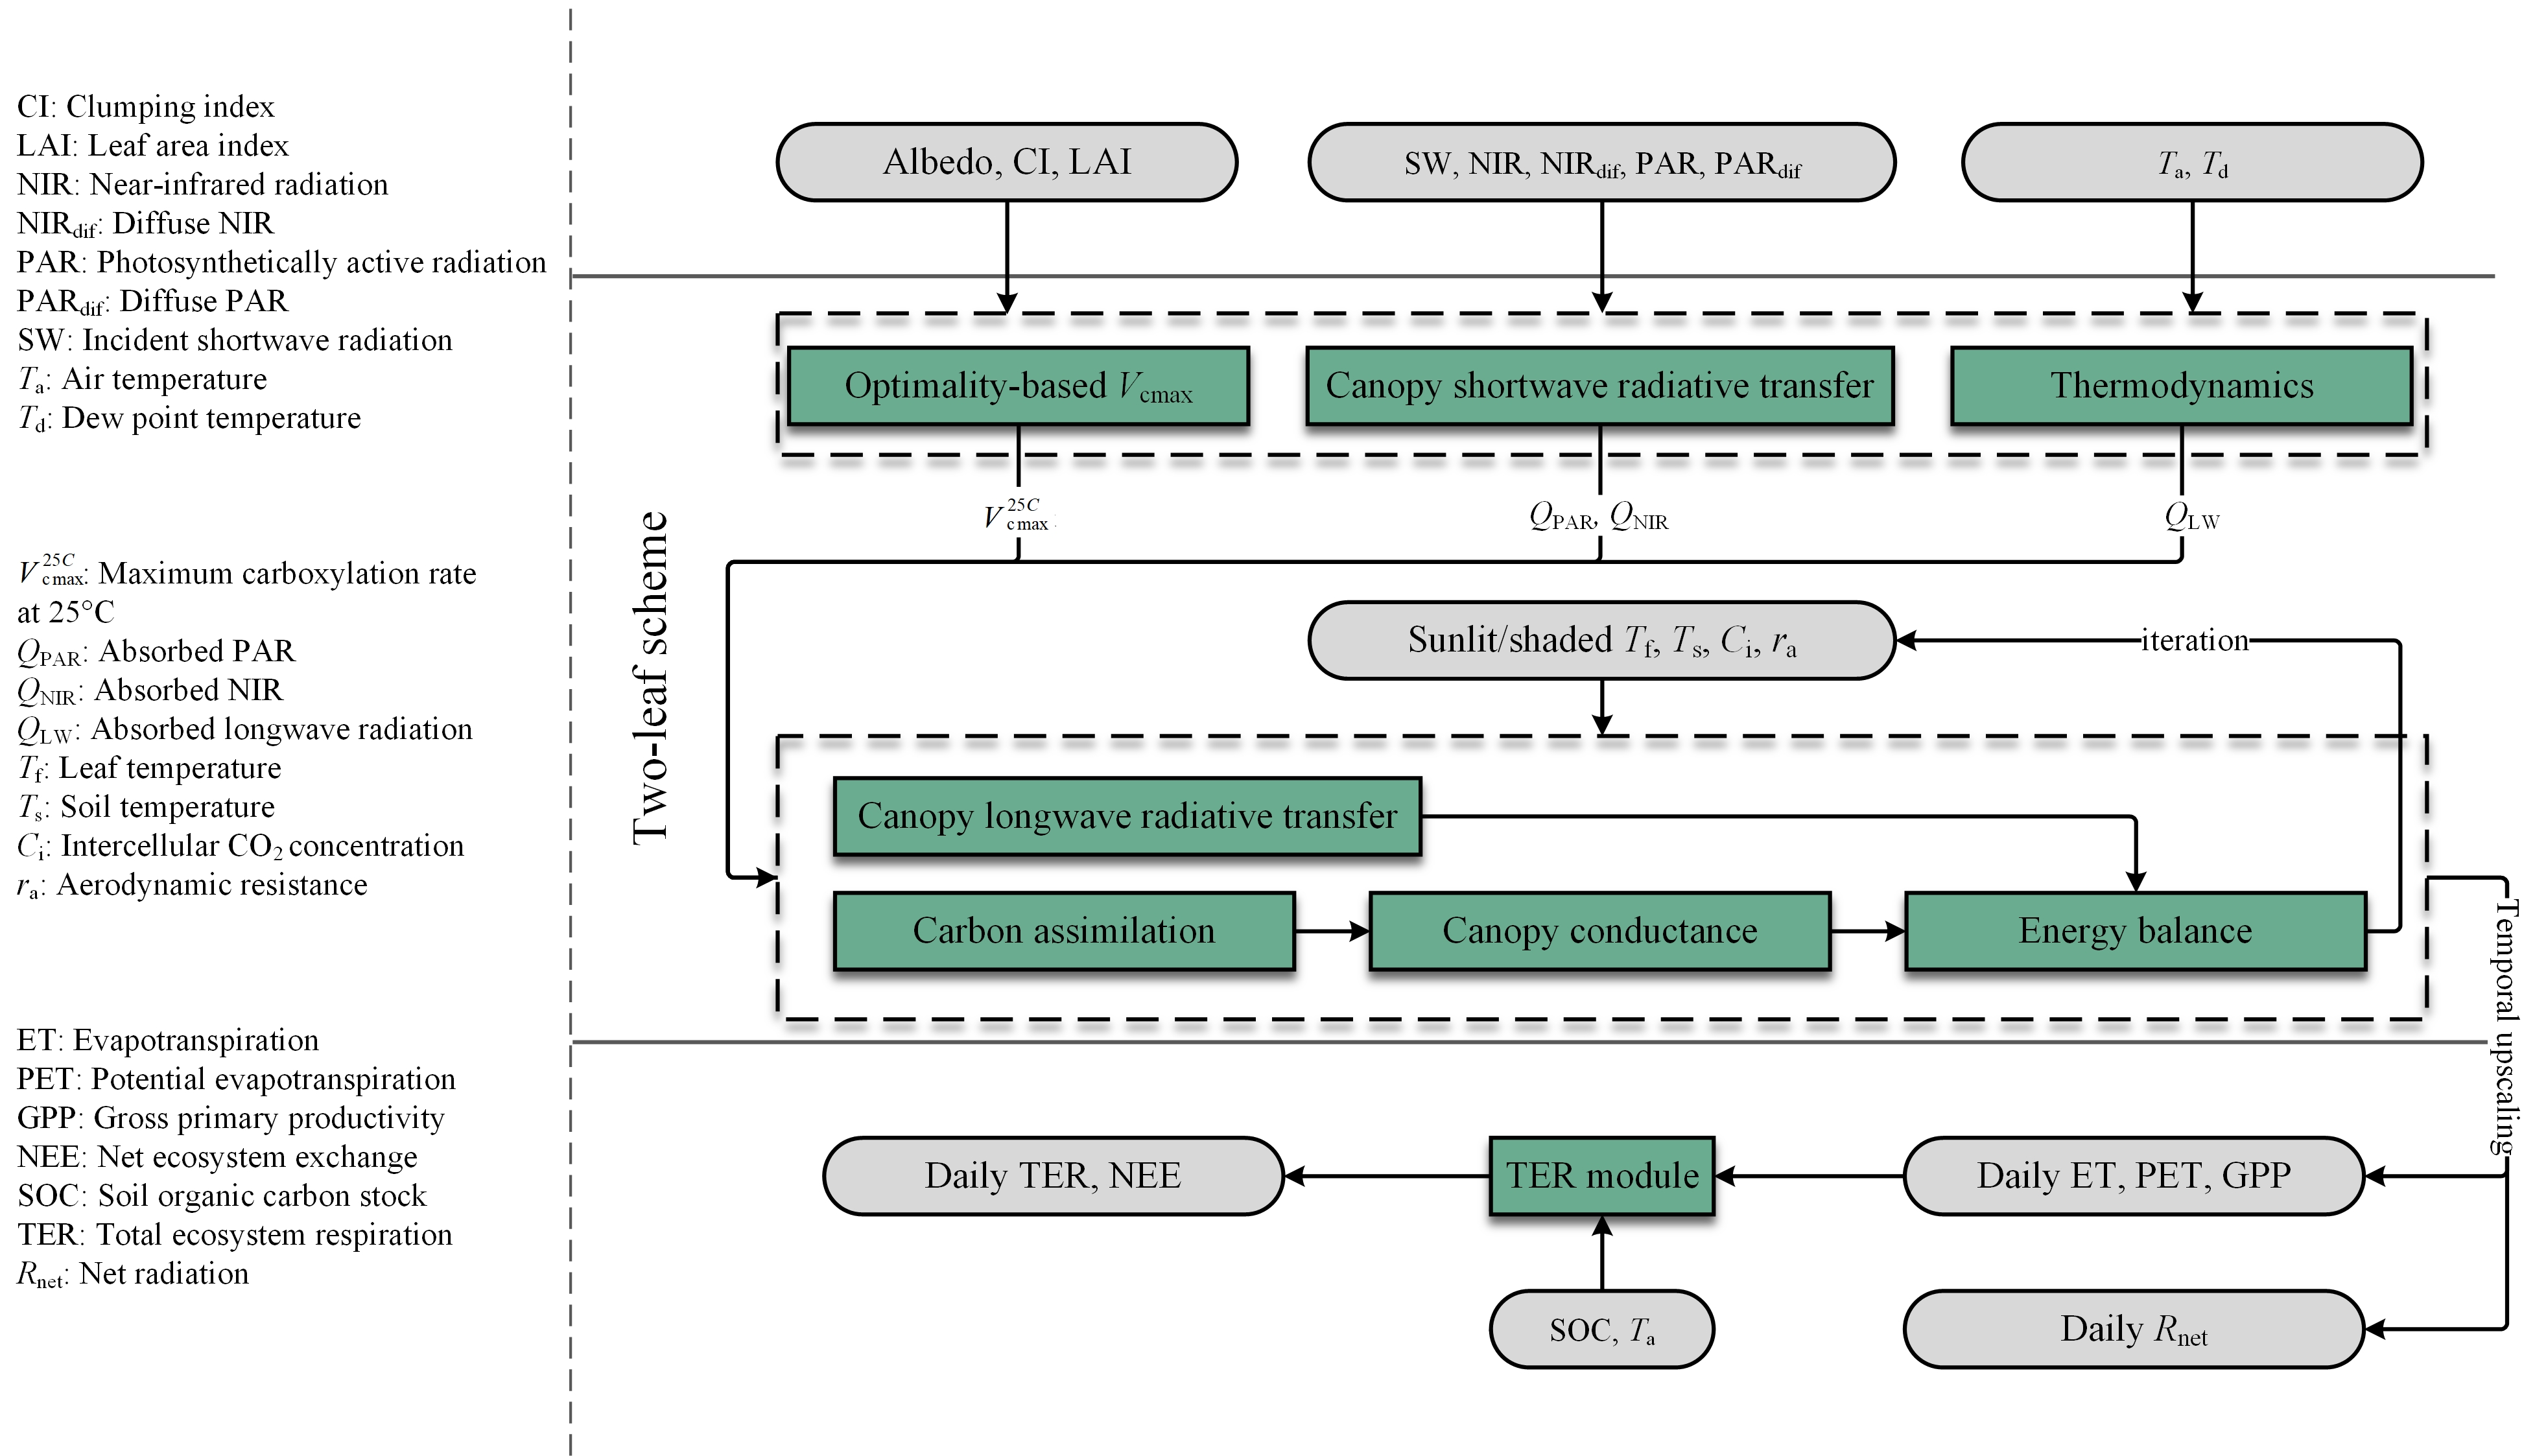 CI: Clumping index
LAI: Leaf area index
NIR: Near-infrared radiation
NIRdif: Diffuse NIR
PAR: Photosynthetically active radiation
PARdif: Diffuse PAR
SW: Incident shortwave radiation
Ta: Air temperature
Td: Dew point temperature
V25C cmax: Maximum carboxylation rate
at 25°C
QPAR: Absorbed PAR
QNIR: Absorbed NIR
QLW: Absorbed longwave radiation
Tf: Leaf temperature
Ts: Soil temperature
Ci: Intercellular CO2 concentration
ra: Aerodynamic resistance
ET: Evapotranspiration
PET: Potential evapotranspiration
GPP: Gross primary productivity
NEE: Net ecosystem exchange
SOC: Soil organic carbon stock
TER: Total ecosystem respiration
Rnet: Net radiation
Albedo, CI, LAI
SW, NIR, NIRdif, PAR, PARdif
Ta, Td
Optimality-based Vcmax
Canopy shortwave radiative transfer
Thermodynamics
V25C cmax
QPAR, QNIR
QLW
Two-leaf scheme
Sunlit/shaded Tf, Ts, Ci, ra
iteration
Canopy longwave radiative transfer
Carbon assimilation
Canopy conductance
Energy balance
Temporal upscaling
Daily TER, NEE
TER module
Daily ET, PET, GPP
SOC, Ta
Daily Rnet